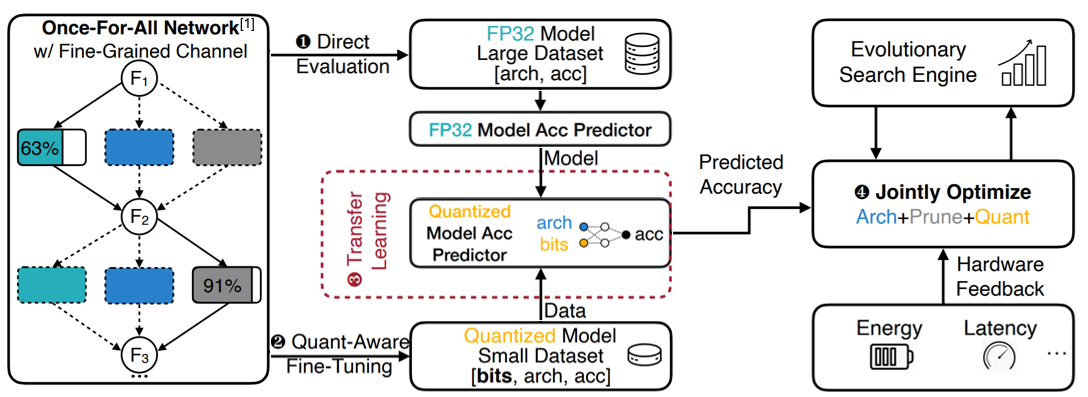 Once-For-All Network[1]
w/ Fine-Grained Channel
F1
63%
F2
91%
F3
...
❶ Direct
Evaluation
❷ Quant-Aware
Fine-Tuning
FP32 Model
Large Dataset
[arch, acc]
FP32 Model Acc Predictor
Model
❸ Transfer
Learning
Quantized
Model Acc
Predictor
arch
bits
acc
Data
Quantized Model
Small Dataset
[bits, arch, acc]
Predicted
Accuracy
Evolutionary
Search Engine
❹ Jointly Optimize
Arch+Prune+Quant
Hardware
Feedback
Energy
Latency
...